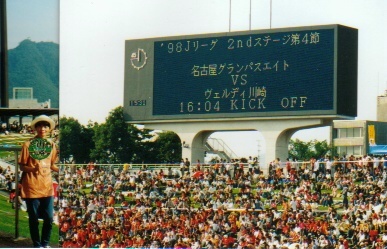 '98Jリーグ 2ndステージ第4節
名古屋グランパスエイト
VS
ヴェルディ川崎
16:04 KICK OFF